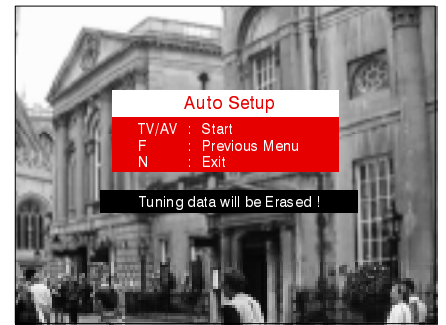 Auto Setup
TV/AV : Start
F : Previous Menu
N : Exit
Tuning data will be Erased !